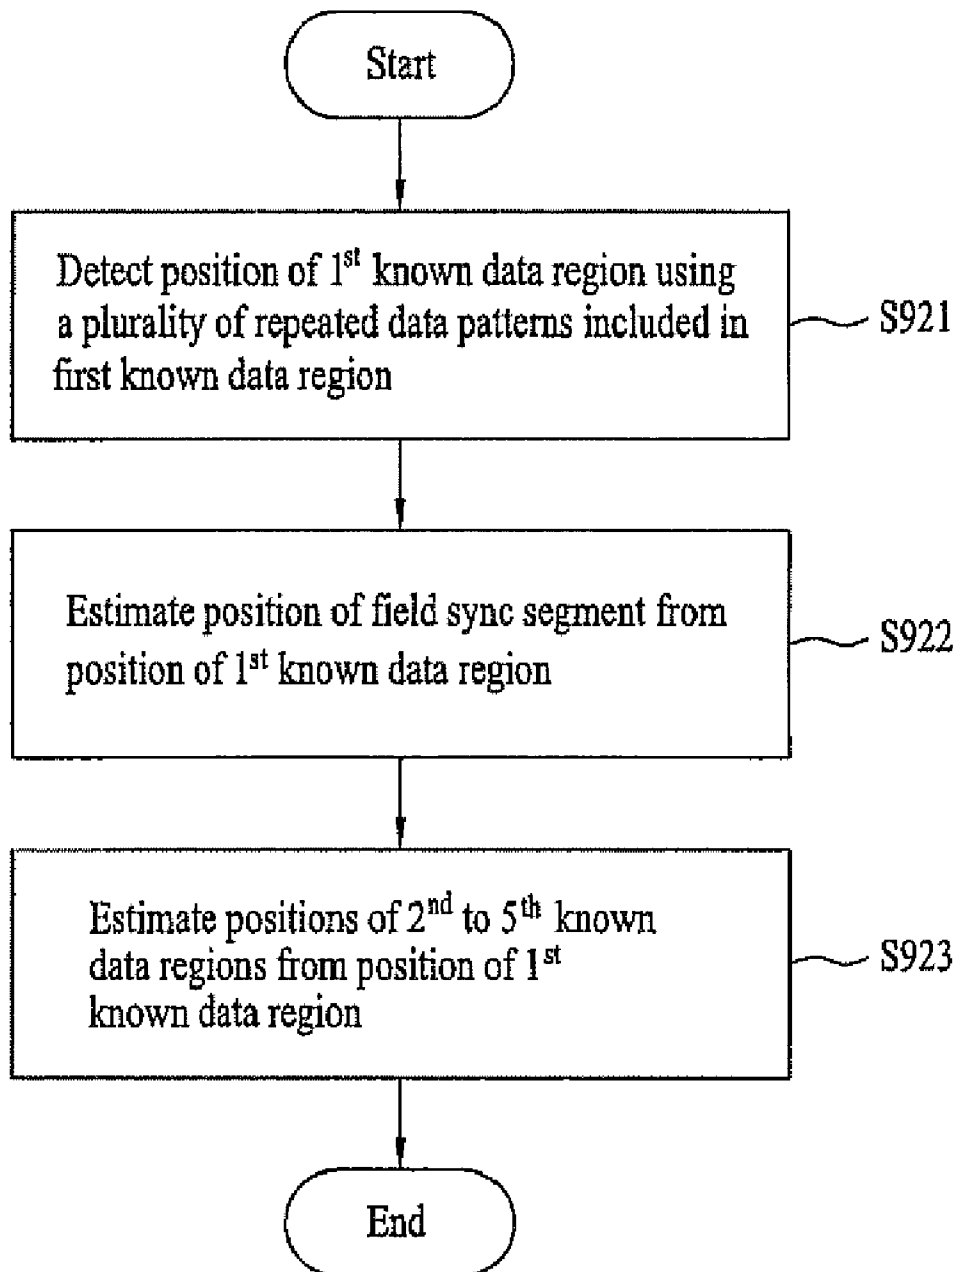 Start
Detect position of 1st known data region using
a plurality of repeated data patterns included in
first known data region
S921
Estimate position of field sync segment from
position of 1st known data region
S922
Estimate positions of 2nd to 5th known
data regions from position of 1st
known data region
S923
End